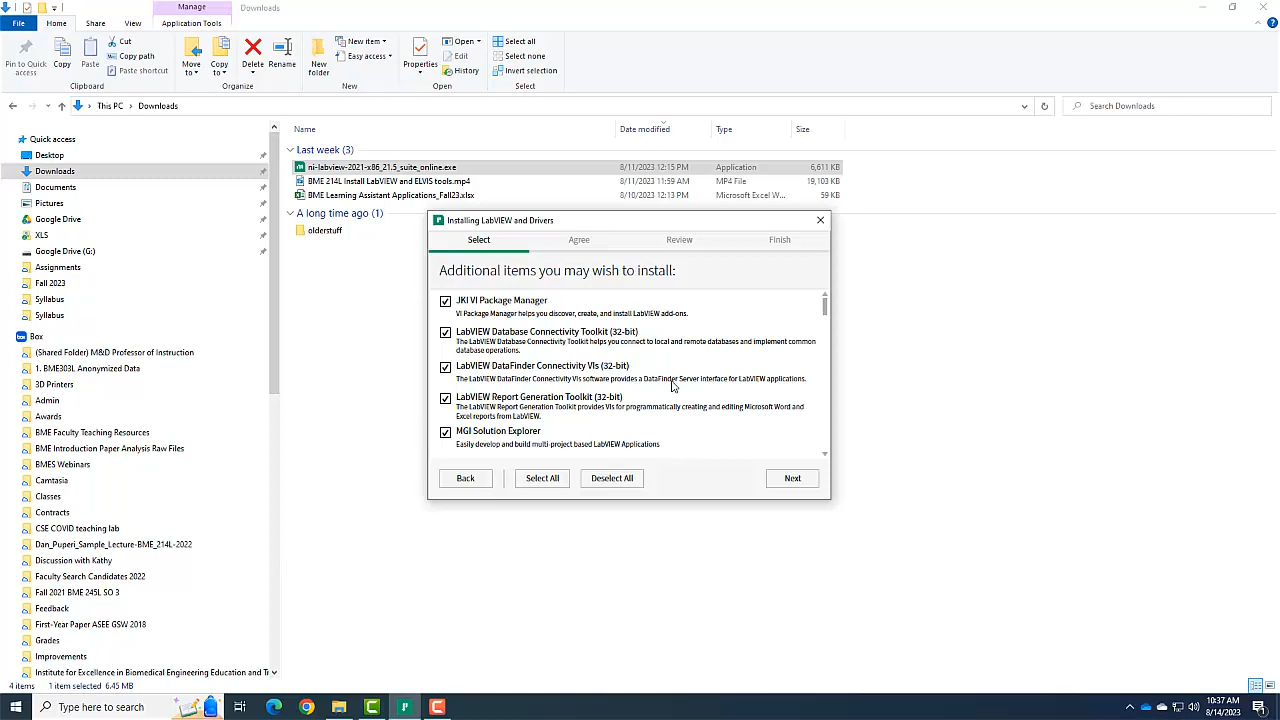 Manage
Downloads
File
Home
Share
View
Application Tools
Pin to Quick access
Copy
Paste
Cut
Copy path
Paste shortcut
Clipboard
Move to
Copy to
Delete
Rename
Organize
New folder
New item
Easy access
New
Properties
Open
Edit
History
Open
Select all
Select none
Invert selection
Select
This PC > Downloads
Search Downloads
Name
Date modified
Type
Size
Last week (3)
ni-labview-2021-x86_21.5_suite_online.exe 8/11/2023 12:15 PM Application 6,611 KB
BME 214L Install LabVIEW and ELVIS tools.mp4 8/11/2023 11:59 AM MP4 File 19,103 KB
BME Learning Assistant Applications_Fall23.xlsx 8/10/2023 12:13 PM Microsoft Excel W... 59 KB
A long time ago (1)
olderstuff
Quick access
Desktop
Downloads
Documents
Pictures
Google Drive
XLS
Google Drive (G:)
Assignments
Fall 2023
Syllabus
Syllabus
Box
(Shared Folder) M&D Professor of Instruction
1. BME303L Anonymized Data
3D Printers
Admin
Awards
BME Faculty Teaching Resources
BME Introduction Paper Analysis Raw Files
BMES Webinars
Camtasia
Classes
Contracts
CSE COVID teaching lab
Dan_Puperi_Sample_Lecture-BME_214L-2022
Discussion with Kathy
Faculty Search Candidates 2022
Fall 2021 BME 245L SO 3
Feedback
First-Year Paper ASEE GSW 2018
Grades
Improvements
Institute for Excellence in Biomedical Engineering Education and T
Installing LabVIEW and Drivers
Select
Agree
Review
Finish
Additional items you may wish to install:
JKI VI Package Manager
VI Package Manager helps you discover, create, and install LabVIEW add-ons.
LabVIEW Database Connectivity Toolkit (32-bit)
The LabVIEW Database Connectivity Toolkit helps you connect to local and remote databases and implement common
database operations.
LabVIEW DataFinder Connectivity VIs (32-bit)
The LabVIEW DataFinder Connectivity VIs software provides a DataFinder Server interface for LabVIEW applications.
LabVIEW Report Generation Toolkit (32-bit)
The LabVIEW Report Generation Toolkit provides VIs for programmatically creating and editing Microsoft Word and
Excel reports from LabVIEW.
MGI Solution Explorer
Easily develop and build multi-project based LabVIEW Applications
Back
Select All
Deselect All
Next
4 items
1 item selected 6.45 MB
Type here to search
10:37 AM
8/14/2023